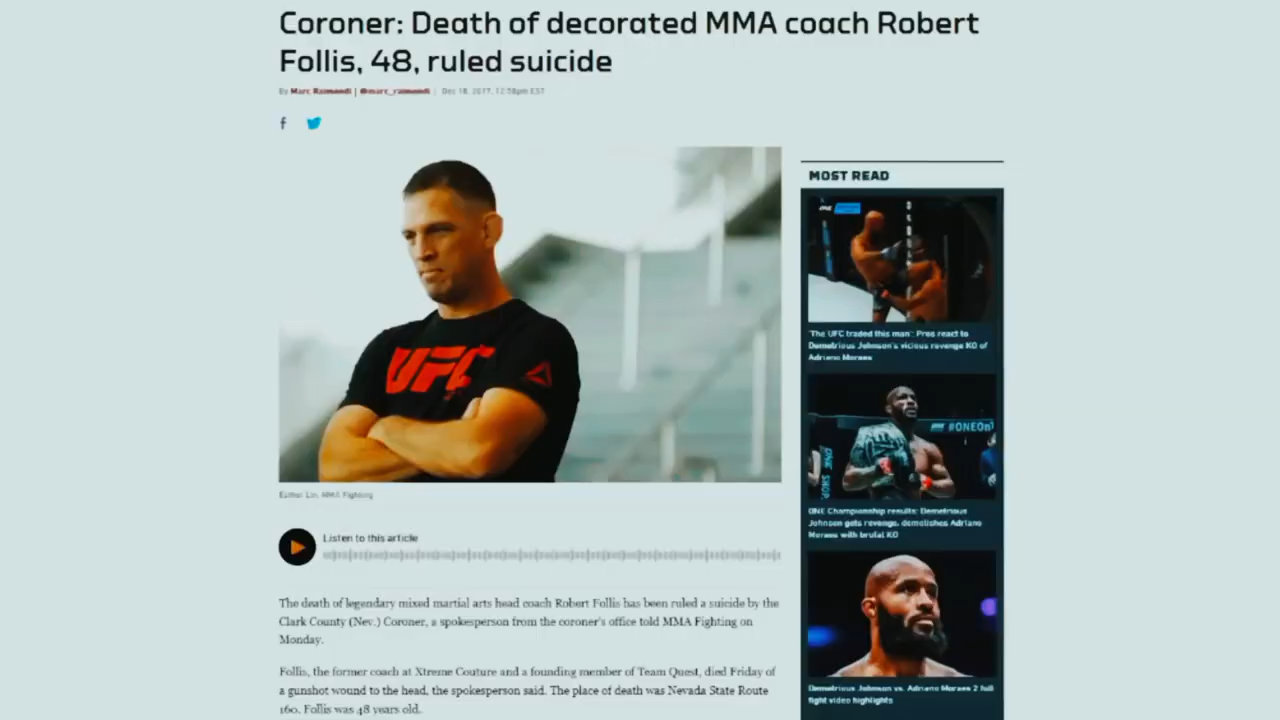 Coroner: Death of decorated MMA coach Robert
Follis, 48, ruled suicide
By Marc Raimondi | @marc_raimondi | Dec 18, 2017, 12:58pm EST
f
UFC
Esther Lin, MMA Fighting
Listen to this article
The death of legendary mixed martial arts head coach Robert Follis has been ruled a suicide by the
Clark County (Nev.) Coroner, a spokesperson from the coroner's office told MMA Fighting on
Monday.
Follis, the former coach at Xtreme Couture and a founding member of Team Quest, died Friday of
a gunshot wound to the head, the spokesperson said. The place of death was Nevada State Route
160. Follis was 48 years old.
MOST READ
ONE
'The UFC traded this man': Pros react to
Demetrious Johnson's vicious revenge KO of
Adriano Moraes
#ONEOn1
ONE Championship results: Demetrious
Johnson gets revenge, demolishes Adriano
Moraes with brutal KO
Demetrious Johnson vs. Adriano Moraes 2 full
fight video highlights